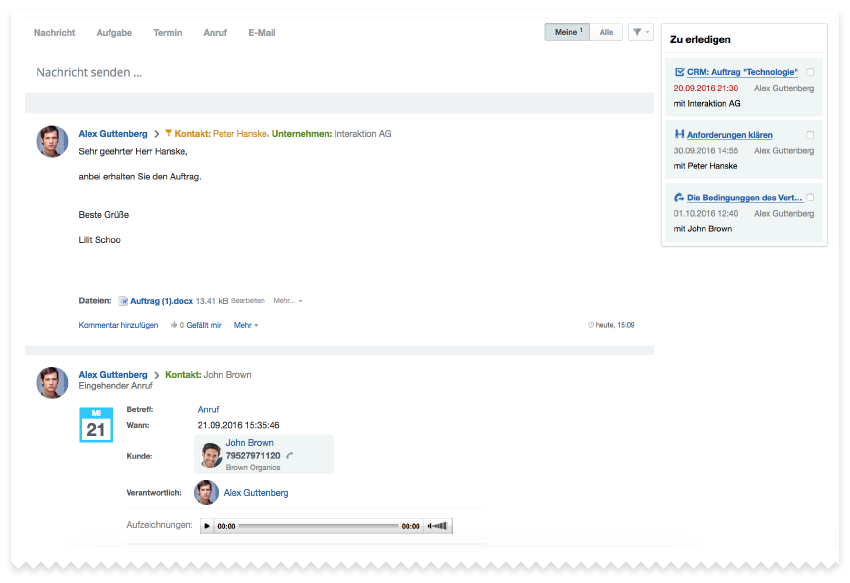 Nachricht Aufgabe Termin Anruf E-Mail
Meine 1 Alle
Nachricht senden ...
Alex Guttenberg > Kontakt: Peter Hanske, Unternehmen: Interaktion AG
Sehr geehrter Herr Hanske,
anbei erhalten Sie den Auftrag.
Beste Grüße
Lilit Schoo
Dateien: Auftrag (1).docx 13.41 kB Bearbeiten Mehr...
Kommentar hinzufügen 0 Gefällt mir Mehr
heute, 15:09
Alex Guttenberg > Kontakt: John Brown
Eingehender Anruf
MI
21
Betreff: Anruf
Wann: 21.09.2016 15:35:46
Kunde: John Brown
79527971120
Brown Organics
Verantwortlich: Alex Guttenberg
Aufzeichnungen: 00:00 00:00
Zu erledigen
CRM: Auftrag "Technologie"
20.09.2016 21:30 Alex Guttenberg
mit Interaktion AG
Anforderungen klären
30.09.2016 14:55 Alex Guttenberg
mit Peter Hanske
Die Bedingunggen des Vert...
01.10.2016 12:40 Alex Guttenberg
mit John Brown